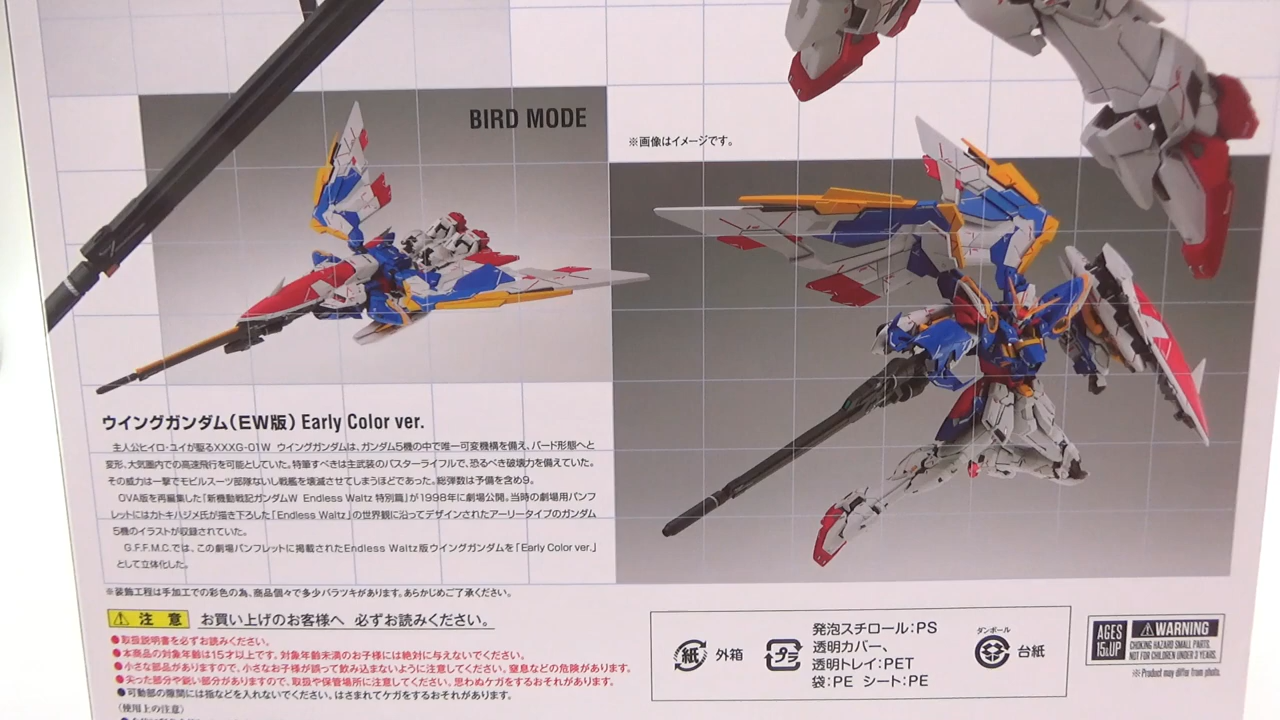 BIRD MODE
※画像はイメージです。
ウイングガンダム(EW版) Early Color ver.
主人公ヒイロ・ユイが駆るXXXG-01W ウイングガンダムは、ガンダム5機の中で唯一可変機構を備え、バード形態へと
変形、大気圏内での高速飛行を可能としていた。特筆すべきは主武装のバスターライフルで、恐るべき破壊力を備えていた。
その威力は一撃でモビルスーツ部隊ないし戦艦を壊滅させてしまうほどであった。総弾数は予備を含め9。
OVA版を再編集した「新機動戦記ガンダムW Endless Waltz 特別篇」が1998年に劇場公開。当時の劇場用パンフ
レットにはカトキハジメ氏が描き下ろした「Endless Waltz」の世界観に沿ってデザインされたアーリータイプのガンダム
5機のイラストが収録されていた。
G.F.F.M.C.では、この劇場パンフレットに掲載されたEndless Waltz版ウイングガンダムを「Early Color ver.」
として立体化した。
※装飾工程は手加工での彩色の為、商品個々で多少バラツキがあります。あらかじめご了承ください。
注意 お買い上げのお客様へ 必ずお読みください。
●取扱説明書を必ずお読みください。
●本商品の対象年齢は15才以上です。対象年齢未満のお子様には絶対に与えないでください。
●小さな部品がありますので、小さなお子様が誤って飲み込まないように注意してください。窒息などの危険があります。
●尖った部分や鋭い部分がありますので、取扱や保管場所に注意してください。思わぬケガをするおそれがあります。
●可動部の隙間には指などを入れないでください。はさまれてケガをするおそれがあります。
〈使用上の注意〉
紙 外箱
プラ
発泡スチロール:PS
透明カバー、
透明トレイ:PET
袋:PE シート:PE
ダンボール
台紙
AGES
15&UP
WARNING
CHOKING HAZARD SMALL PARTS.
NOT FOR CHILDREN UNDER 3 YEARS.
※Product may differ from photo.